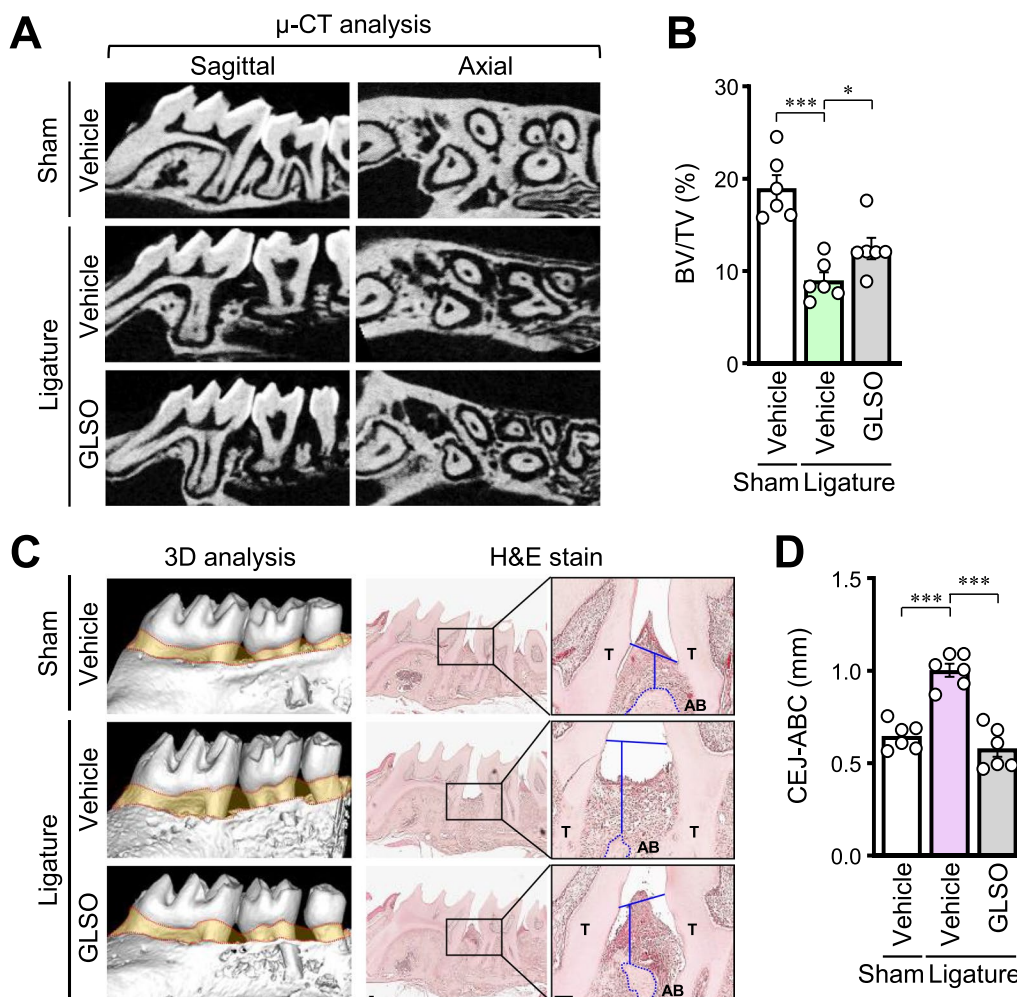 A
µ-CT analysis
Sagittal
Axial
Sham
Vehicle
Ligature
Vehicle
GLSO
B
BV/TV (%)
30
20
10
0
***
*
Vehicle
Vehicle
GLSO
Sham Ligature
C
3D analysis
H&E stain
Sham
Vehicle
Ligature
Vehicle
GLSO
T
T
AB
T
T
AB
T
T
AB
D
CEJ-ABC (mm)
1.5
1.0
0.5
0.0
***
***
Vehicle
Vehicle
GLSO
Sham Ligature